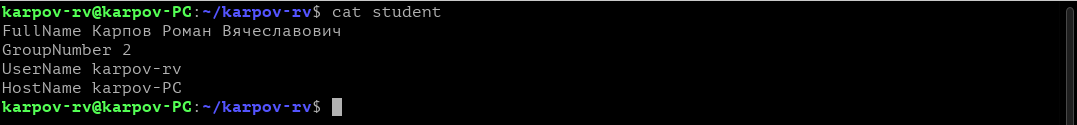 karpov-rv@karpov-PC:~/karpov-rv$ cat student
FullName Карпов Роман Вячеславович
GroupNumber 2
UserName karpov-rv
HostName karpov-PC
karpov-rv@karpov-PC:~/karpov-rv$